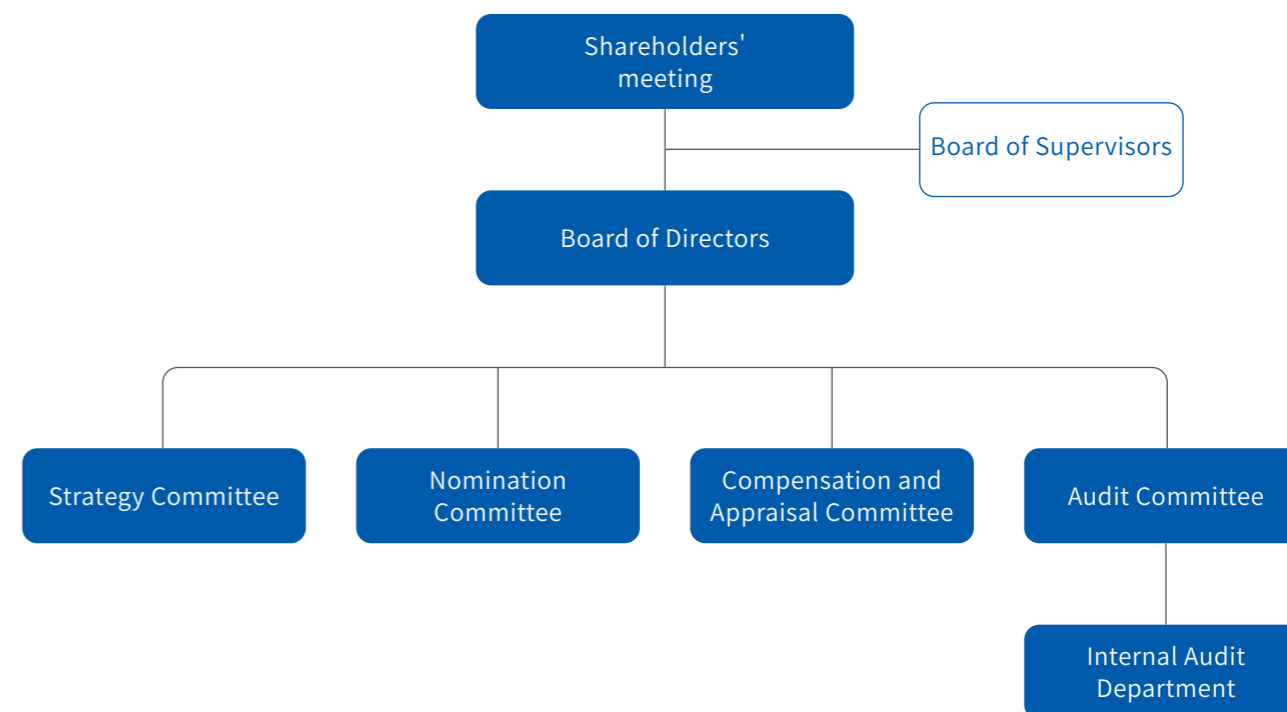 Shareholders'
meeting
Board of Supervisors
Board of Directors
Strategy Committee
Nomination
Committee
Compensation and
Appraisal Committee
Audit Committee
Internal Audit
Department